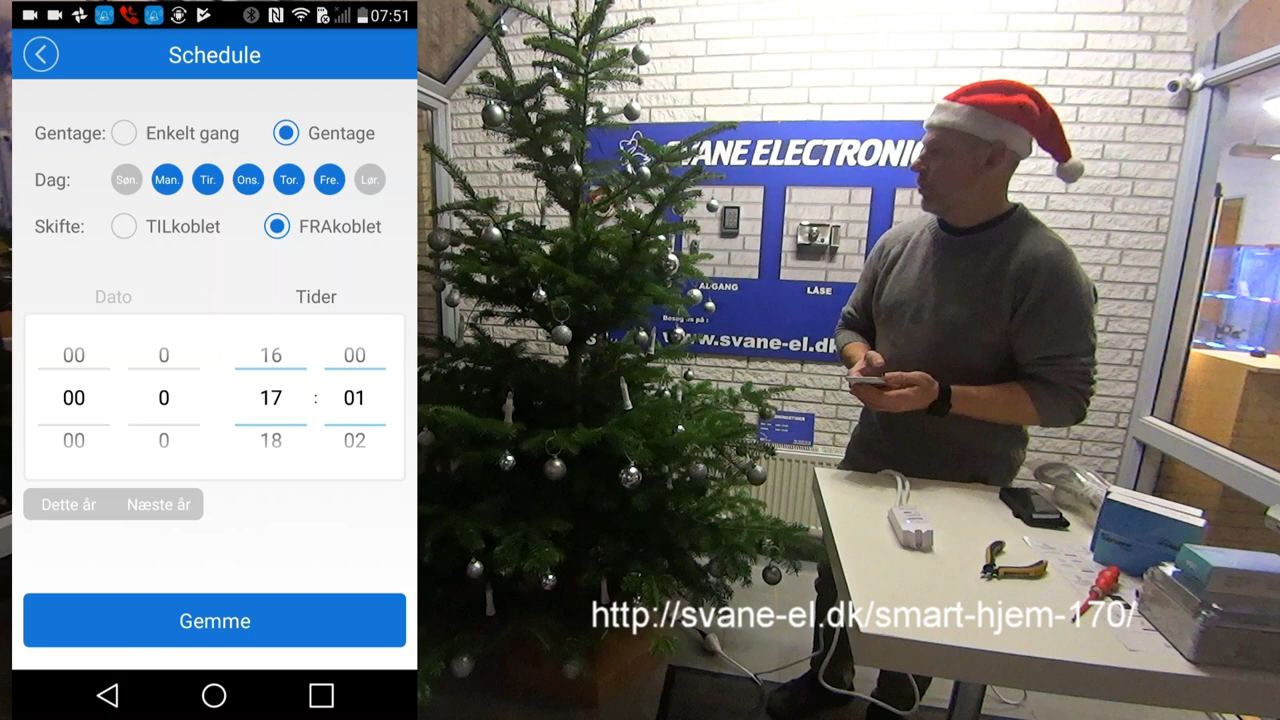 07:51
Schedule
Gentage: Enkelt gang Gentage
Dag: Søn. Man. Tir. Ons. Tor. Fre. Lør.
Skifte: TILkoblet FRAkoblet
Dato Tider
00 0 16 00
00 0 17 : 01
00 0 18 02
Dette år Næste år
Gemme
SVANE ELECTRONIC
LÅSE
www.svane-el.dk
http://svane-el.dk/smart-hjem-170/